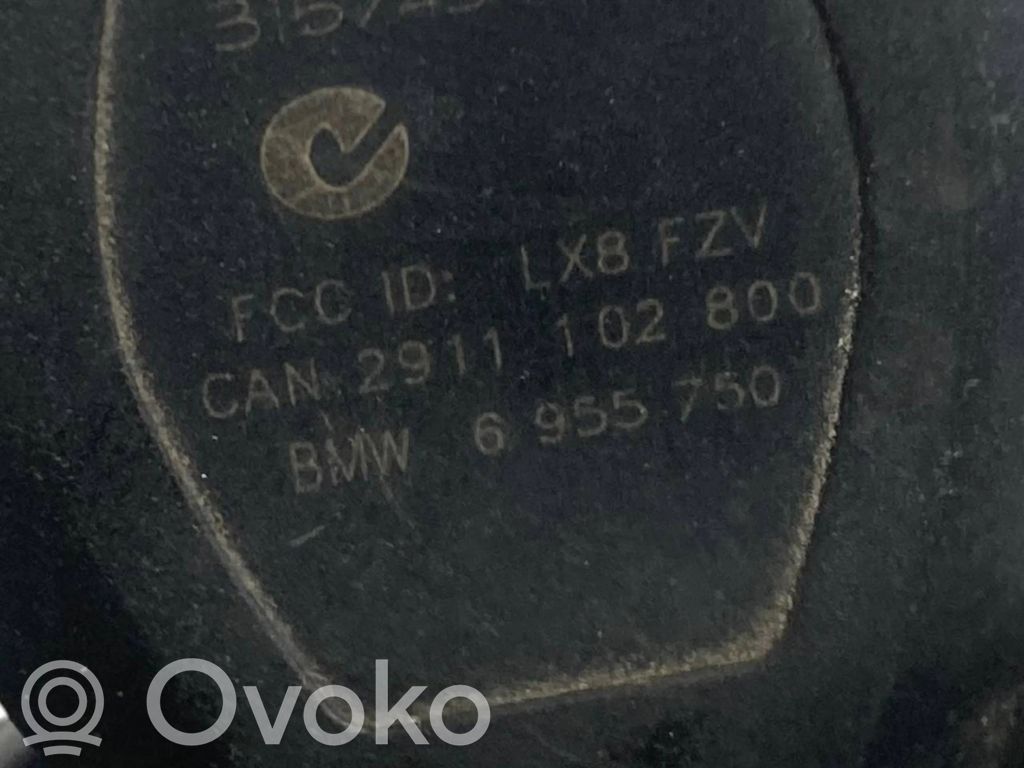 FCC ID: LX8 FZV
CAN 2911 102 800
BMW 6 955 750
Ovoko